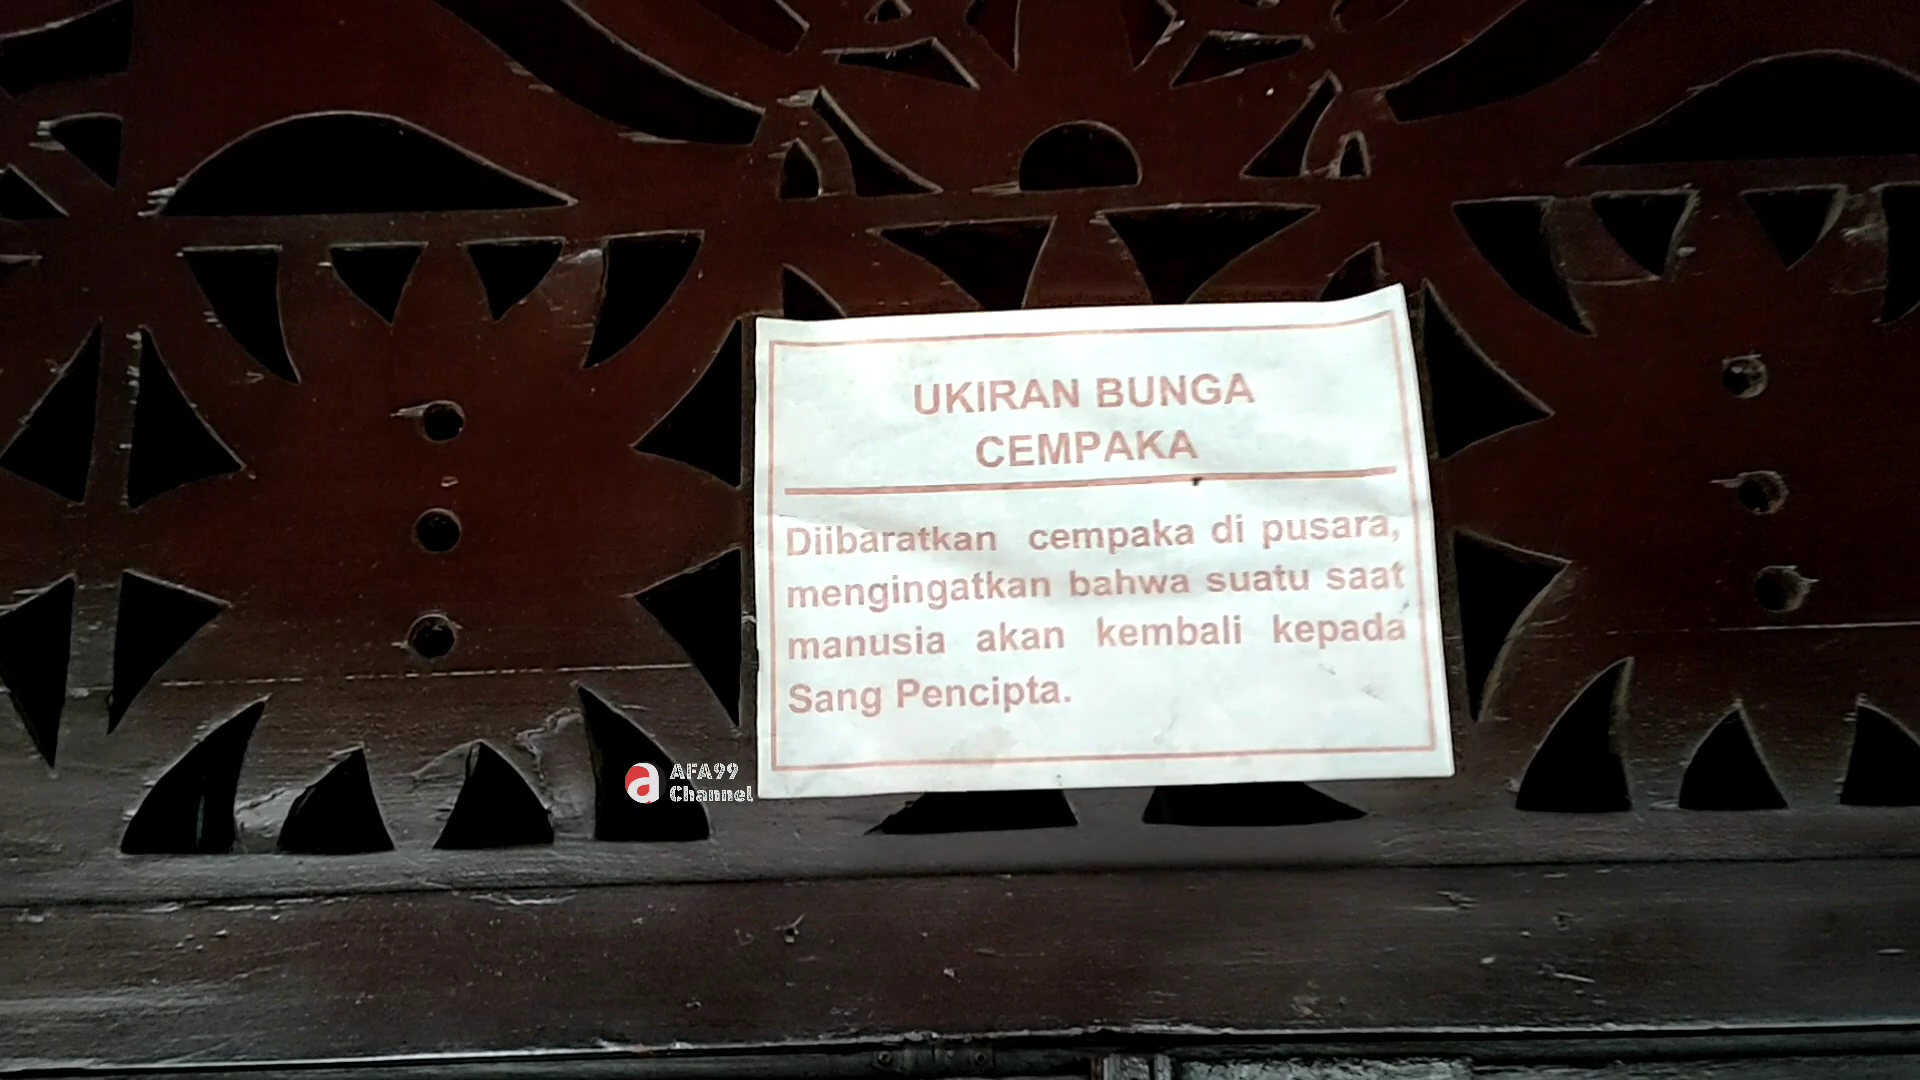 UKIRAN BUNGA
CEMPAKA
Diibaratkan cempaka di pusara,
mengingatkan bahwa suatu saat
manusia akan kembali kepada
Sang Pencipta.
AFA99
Channel